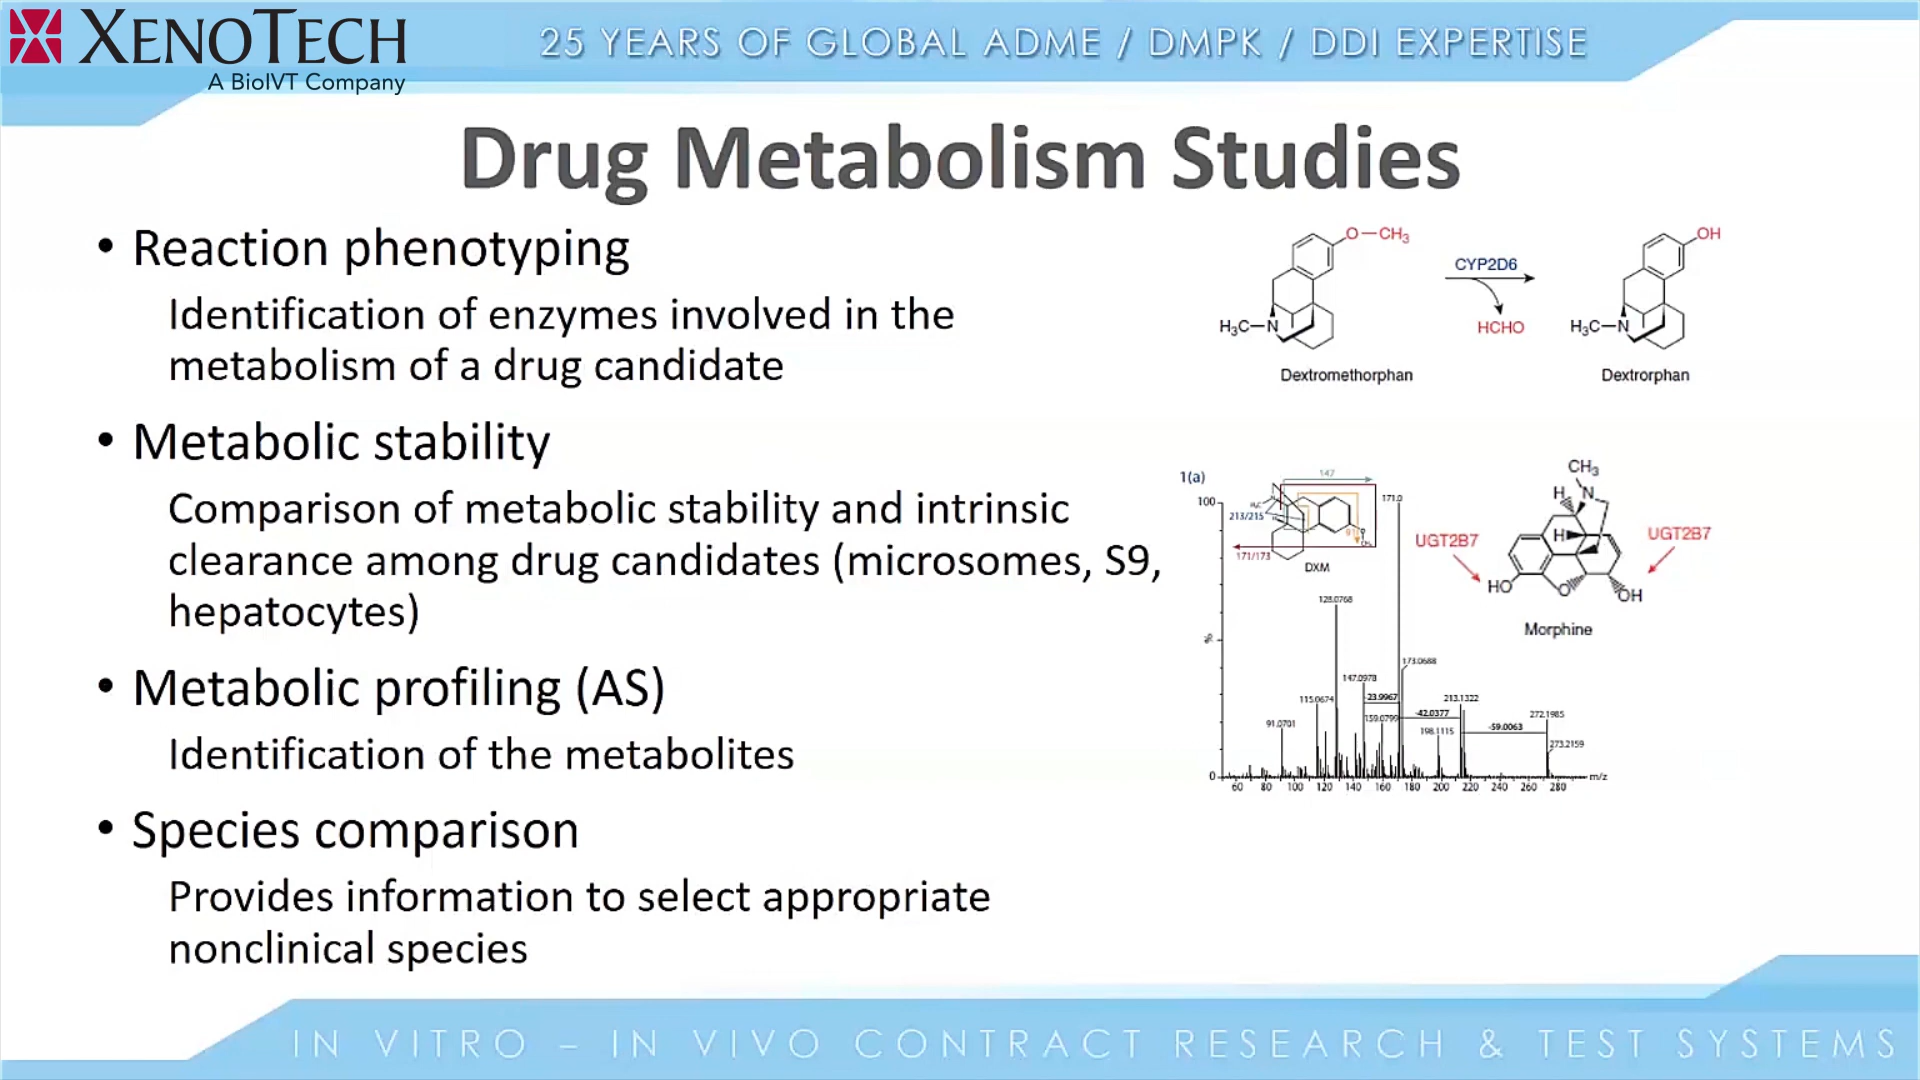 XENOTECH
A BioIVT Company
25 YEARS OF GLOBAL ADME / DMPK / DDI EXPERTISE
Drug Metabolism Studies
• Reaction phenotyping
Identification of enzymes involved in the
metabolism of a drug candidate
• Metabolic stability
Comparison of metabolic stability and intrinsic
clearance among drug candidates (microsomes, S9,
hepatocytes)
• Metabolic profiling (AS)
Identification of the metabolites
• Species comparison
Provides information to select appropriate
nonclinical species
O—CH₃
H₃C—N
Dextromethorphan
CYP2D6
HCHO
OH
H₃C—N
Dextrorphan
1(a)
147
213/215
91
171/173
DXM
100
%
0
171.0
128.0768
173.0688
147.0978
115.0674
-23.9967
213.1322
159.0799
-42.0377
272.1985
91.0701
198.1115
-59.0063
273.2159
60 80 100 120 140 160 180 200 220 240 260 280
m/z
CH₃
H
N
H
UGT2B7
UGT2B7
HO
O
OH
Morphine
IN VITRO – IN VIVO CONTRACT RESEARCH & TEST SYSTEMS